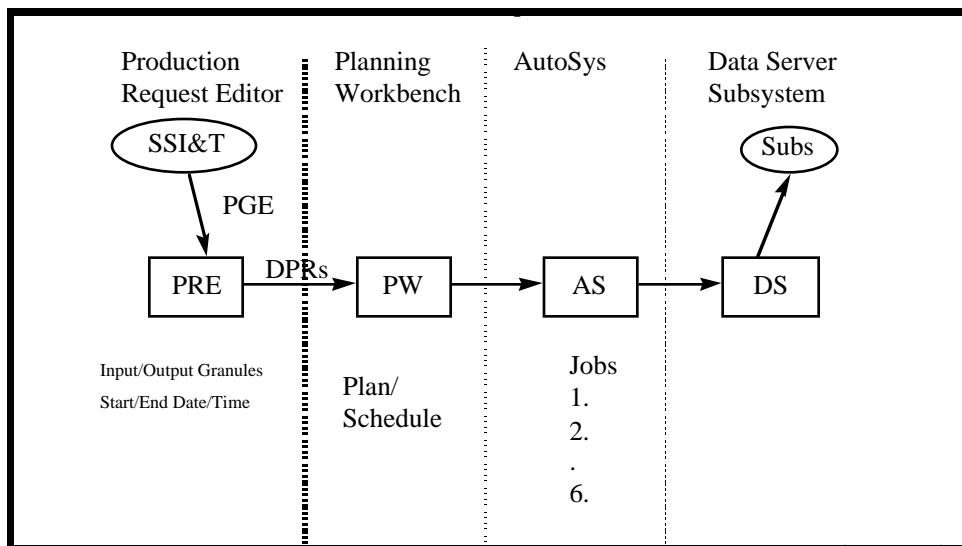 Production
Request Editor
Planning
Workbench
AutoSys
Data Server
Subsystem
SSI&T
Subs
PGE
DPRs
PRE
PW
AS
DS
Input/Output Granules
Start/End Date/Time
Plan/
Schedule
Jobs
1.
2.
.
6.